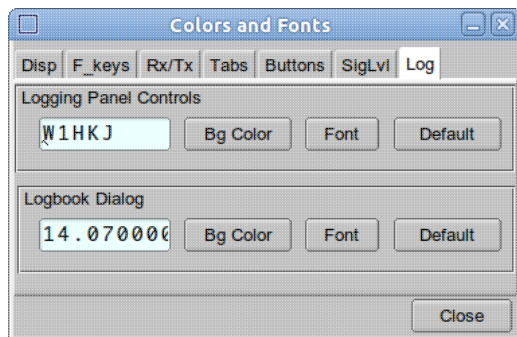 Colors and Fonts
Disp F_keys Rx/Tx Tabs Buttons SigLvl Log
Logging Panel Controls
W1HKJ Bg Color Font Default
Logbook Dialog
14.070000 Bg Color Font Default
Close